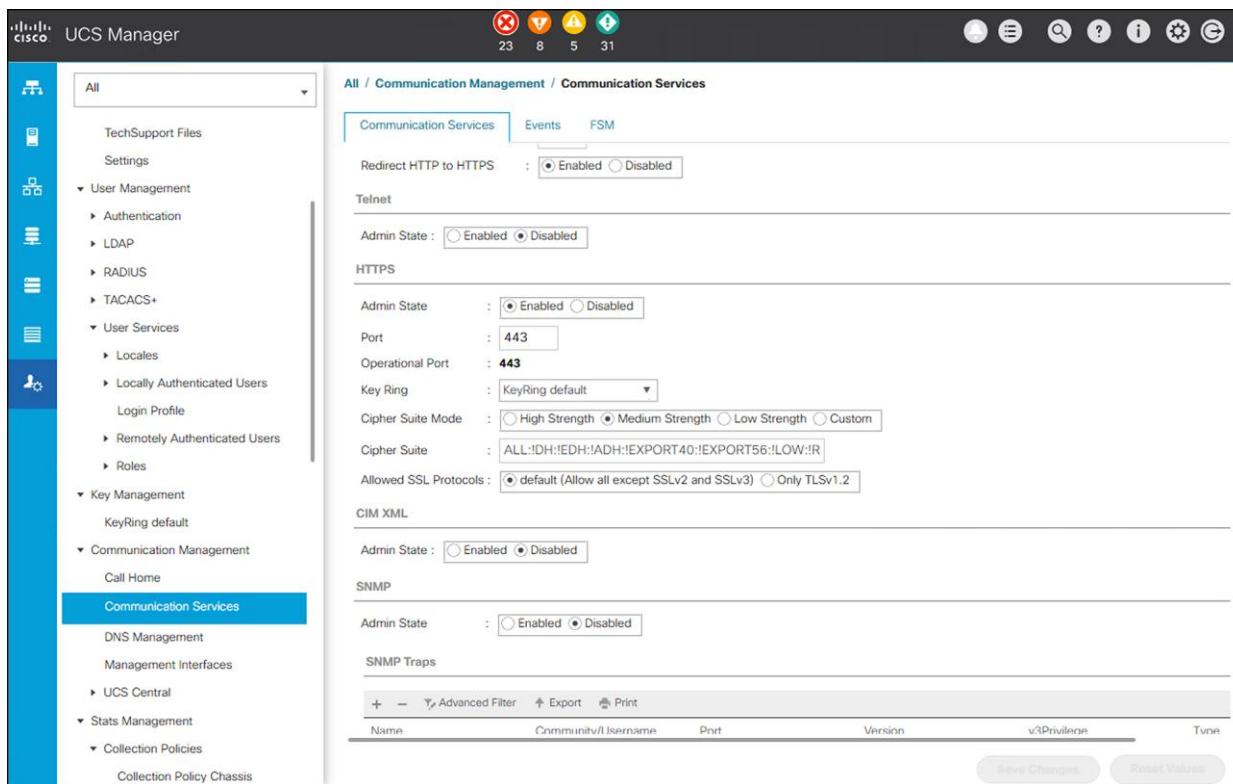 cisco UCS Manager
23 8 5 31
All
TechSupport Files
Settings
User Management
Authentication
LDAP
RADIUS
TACACS+
User Services
Locales
Locally Authenticated Users
Login Profile
Remotely Authenticated Users
Roles
Key Management
KeyRing default
Communication Management
Call Home
Communication Services
DNS Management
Management Interfaces
UCS Central
Stats Management
Collection Policies
Collection Policy Chassis
All / Communication Management / Communication Services
Communication Services Events FSM
Redirect HTTP to HTTPS : Enabled Disabled
Telnet
Admin State : Enabled Disabled
HTTPS
Admin State : Enabled Disabled
Port : 443
Operational Port : 443
Key Ring : KeyRing default
Cipher Suite Mode : High Strength Medium Strength Low Strength Custom
Cipher Suite : ALL:!DH:!EDH:!ADH:!EXPORT40:!EXPORT56:!LOW:!R
Allowed SSL Protocols : default (Allow all except SSLv2 and SSLv3) Only TLSv1.2
CIM XML
Admin State : Enabled Disabled
SNMP
Admin State : Enabled Disabled
SNMP Traps
+ − Advanced Filter Export Print
Name Community/Username Port Version v3Privilege Type
Save Changes Reset Values